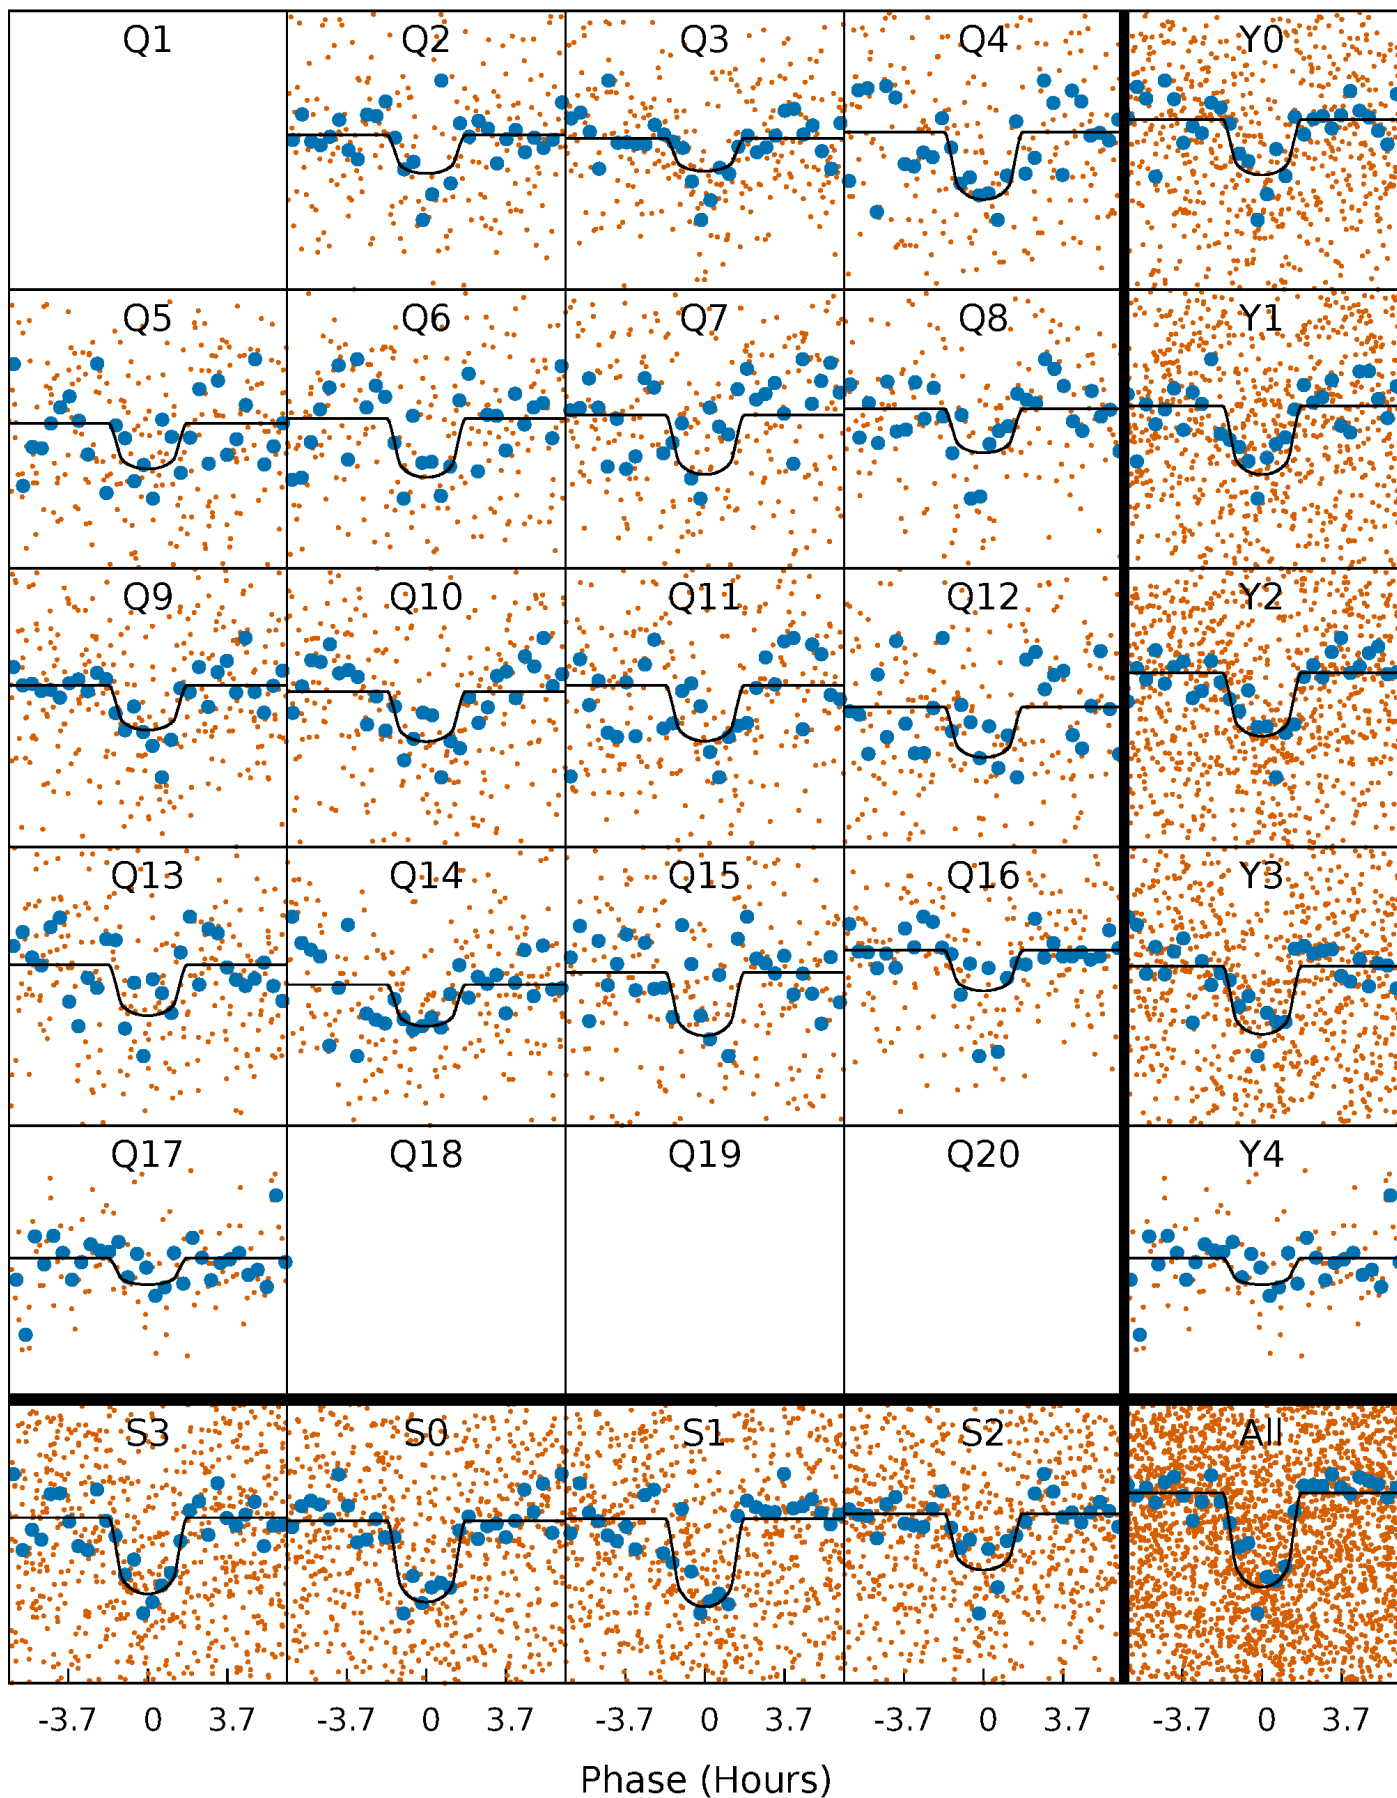 Q1 Q2 Q3 Q4 Y0
Q5 Q6 Q7 Q8 Y1
Q9 Q10 Q11 Q12 Y2
Q13 Q14 Q15 Q16 Y3
Q17 Q18 Q19 Q20 Y4
S3 S0 S1 S2 All
-3.7 0 3.7 -3.7 0 3.7 -3.7 0 3.7 -3.7 0 3.7 -3.7 0 3.7
Phase (Hours)